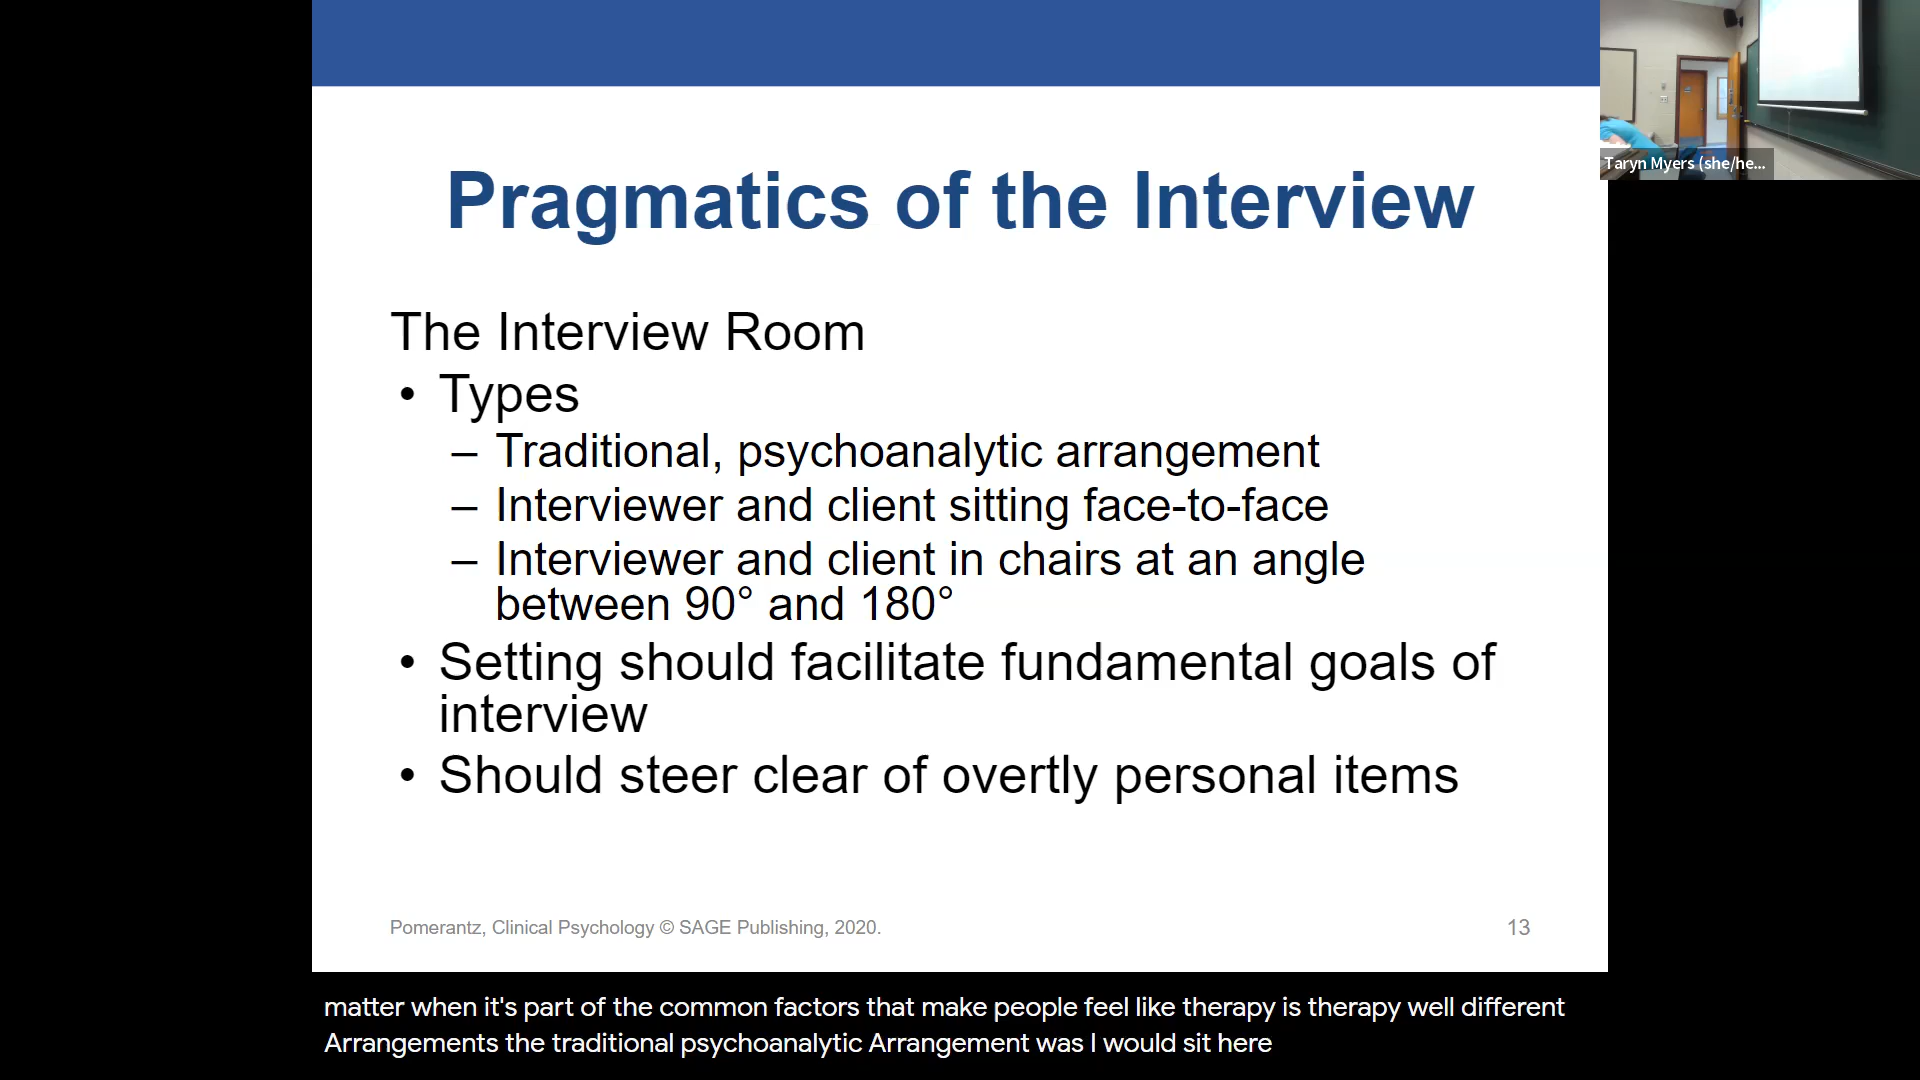 Taryn Myers (she/he...
Pragmatics of the Interview
The Interview Room
• Types
– Traditional, psychoanalytic arrangement
– Interviewer and client sitting face-to-face
– Interviewer and client in chairs at an angle
between 90° and 180°
• Setting should facilitate fundamental goals of
interview
• Should steer clear of overtly personal items
Pomerantz, Clinical Psychology © SAGE Publishing, 2020.
13
matter when it's part of the common factors that make people feel like therapy is therapy well different
Arrangements the traditional psychoanalytic Arrangement was I would sit here